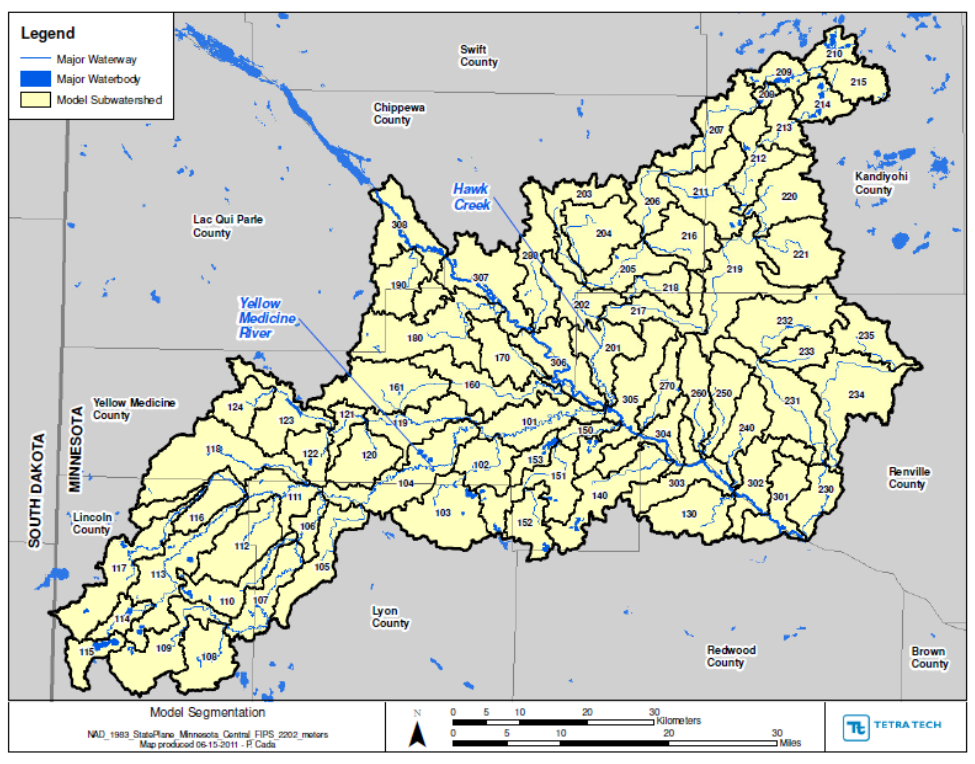 Legend
Major Waterway
Major Waterbody
Model Subwatershed
Swift
County
Chippewa
County
Kandiyohi
County
Lac Qui Parle
County
Hawk
Creek
Yellow
Medicine
River
Yellow Medicine
County
Lincoln
County
Lyon
County
Redwood
County
Brown
County
Renville
County
SOUTH DAKOTA
MINNESOTA
210
209
215
208
214
207
213
212
203
206
211
220
308
204
216
221
205
219
307
190
218
202
217
232
235
180
201
233
170
306
161
160
270
260
250
231
234
305
124
123
121
119
101
150
304
240
118
122
120
102
153
151
104
303
302
301
230
111
140
116
106
103
152
130
112
117
113
105
110
107
114
115
109
108
Model Segmentation
NAD_1983_StatePlane_Minnesota_Central_FIPS_2202_meters
Map produced 06-15-2011 - P. Cada
N
0 5 10 20 30
Kilometers
0 5 10 20 30
Miles
Tt
TETRA TECH